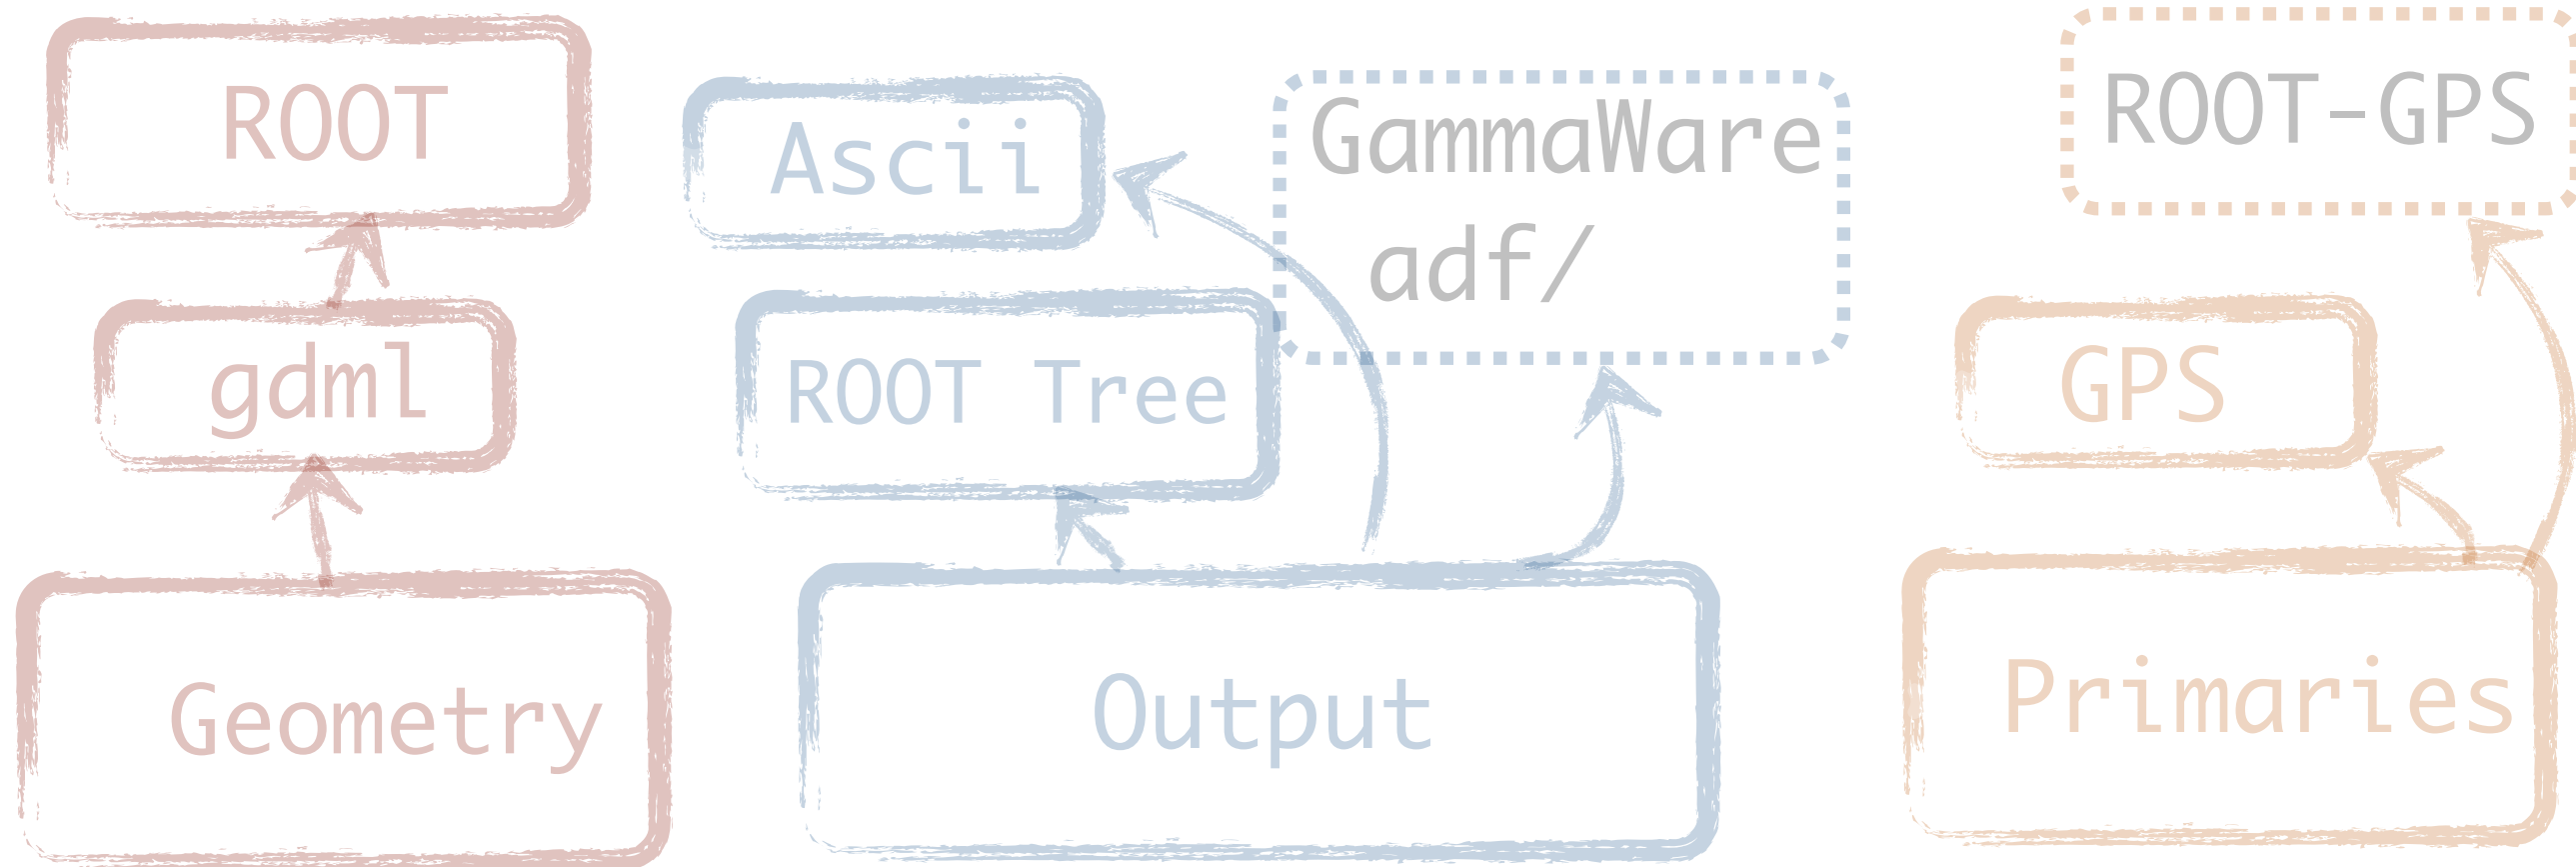 ROOT
gdml
Geometry
Ascii
ROOT Tree
GammaWare
adf/
Output
ROOT-GPS
GPS
Primaries